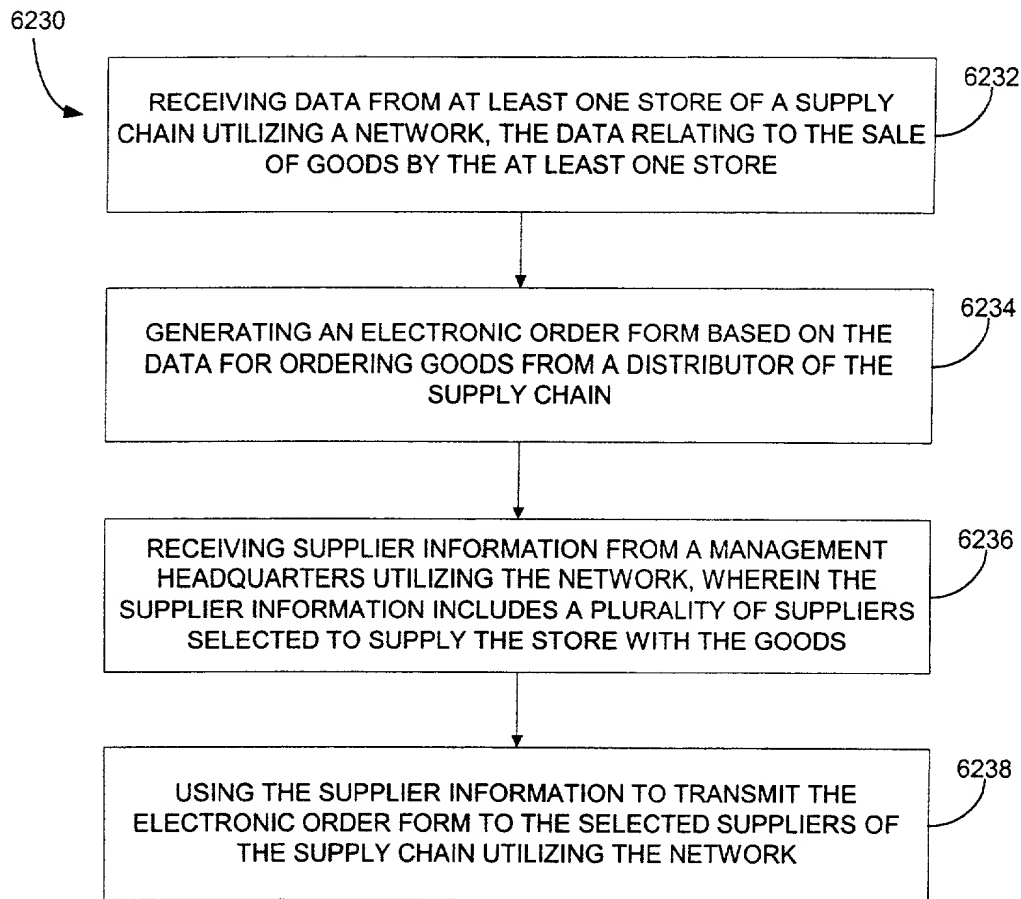 6230
6232
RECEIVING DATA FROM AT LEAST ONE STORE OF A SUPPLY
CHAIN UTILIZING A NETWORK, THE DATA RELATING TO THE SALE
OF GOODS BY THE AT LEAST ONE STORE
6234
GENERATING AN ELECTRONIC ORDER FORM BASED ON THE
DATA FOR ORDERING GOODS FROM A DISTRIBUTOR OF THE
SUPPLY CHAIN
6236
RECEIVING SUPPLIER INFORMATION FROM A MANAGEMENT
HEADQUARTERS UTILIZING THE NETWORK, WHEREIN THE
SUPPLIER INFORMATION INCLUDES A PLURALITY OF SUPPLIERS
SELECTED TO SUPPLY THE STORE WITH THE GOODS
6238
USING THE SUPPLIER INFORMATION TO TRANSMIT THE
ELECTRONIC ORDER FORM TO THE SELECTED SUPPLIERS OF
THE SUPPLY CHAIN UTILIZING THE NETWORK